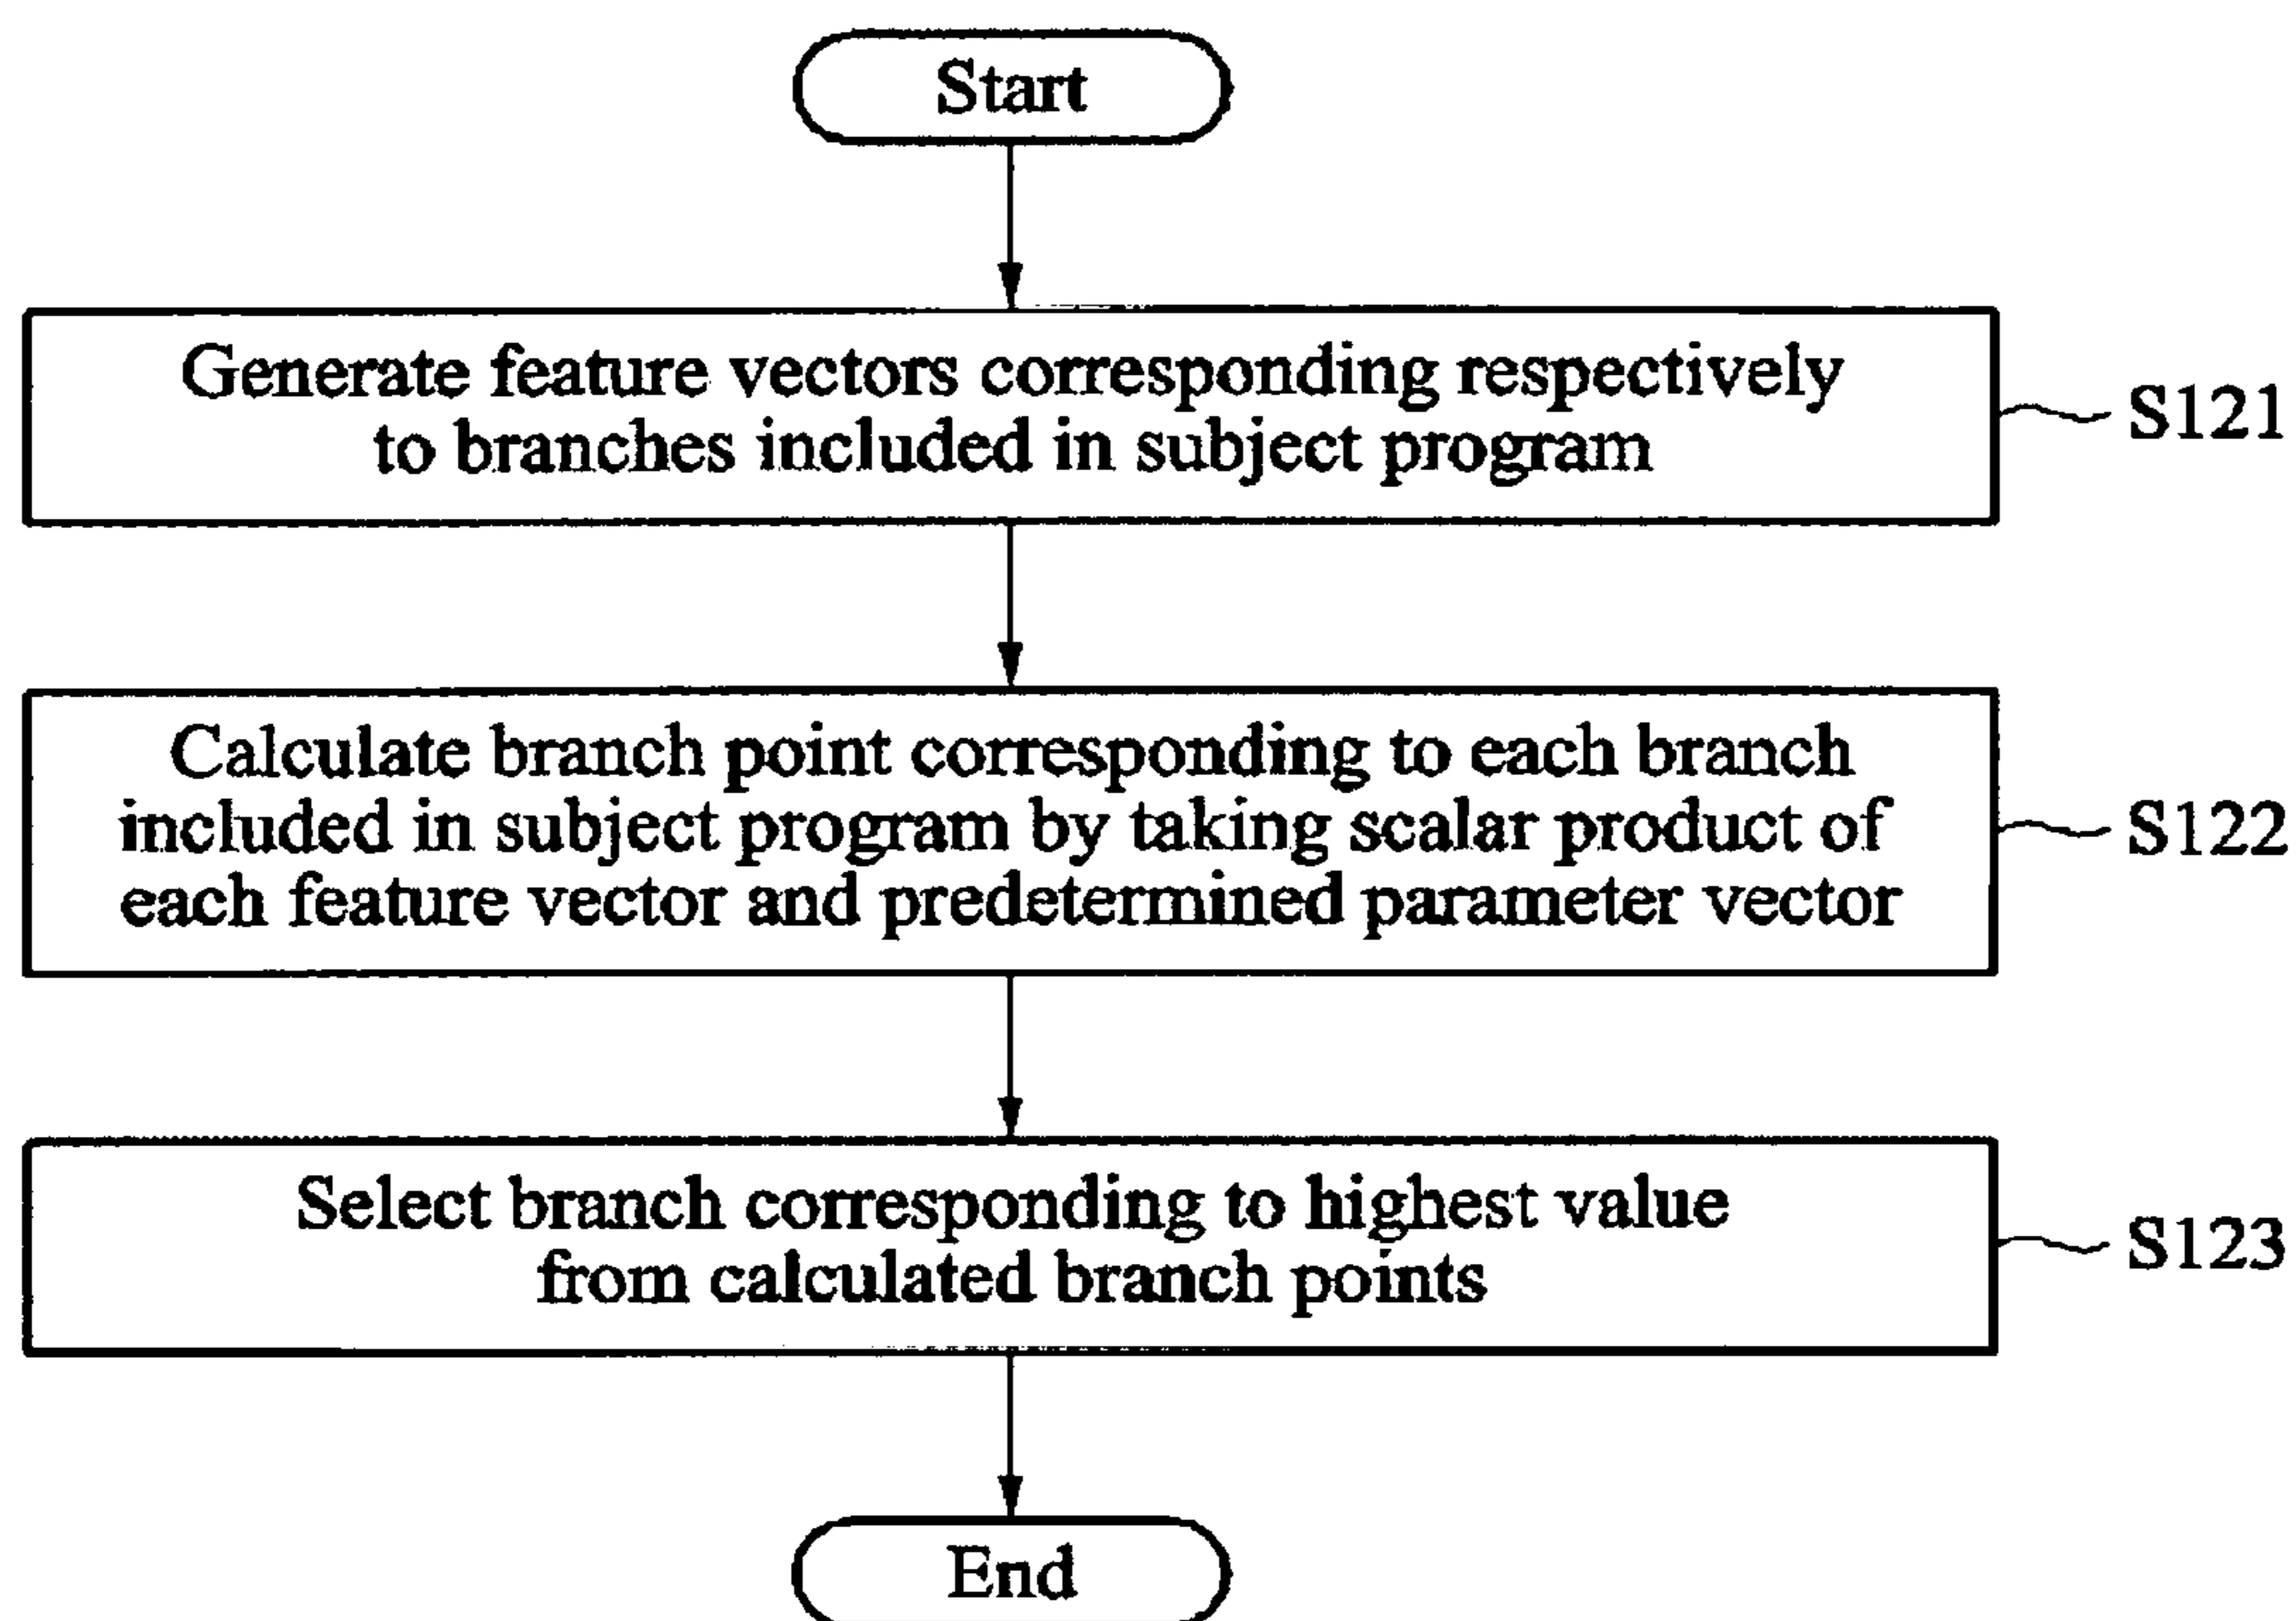 Start
Generate feature vectors corresponding respectively
to branches included in subject program
S121
Calculate branch point corresponding to each branch
included in subject program by taking scalar product of
each feature vector and predetermined parameter vector
S122
Select branch corresponding to highest value
from calculated branch points
S123
End